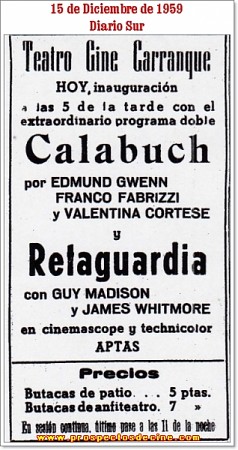 15 de Diciembre de 1959
Diario Sur
Teatro Cine Carranque
HOY, inauguración
a las 5 de la tarde con el
extraordinario programa doble
Calabuch
por EDMUND GWENN
FRANCO FABRIZZI
y VALENTINA CORTESE
y
Retaguardia
con GUY MADISON
y JAMES WHITMORE
en cinemascope y technicolor
APTAS
Precios
Butacas de patio . . . 5 ptas.
Butacas de anfiteatro. 7 »
En sesión continua, último pase a las 11 de la noche
www.prospectosdecine.com